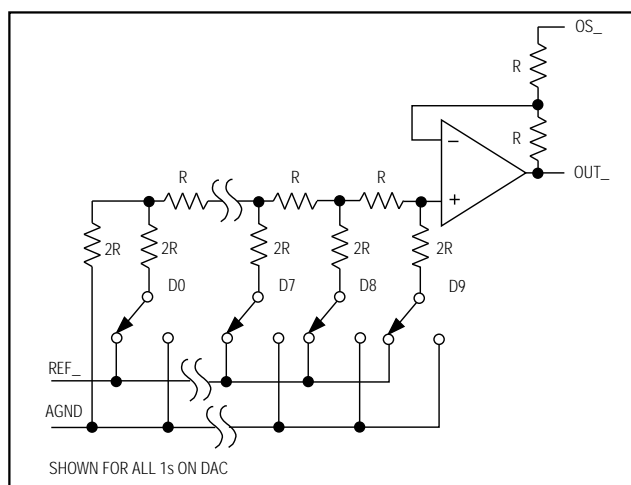 OS_
R
R
OUT_
−
+
R
R
R
2R
2R
2R
2R
2R
D0
D7
D8
D9
REF_
AGND
SHOWN FOR ALL 1s ON DAC